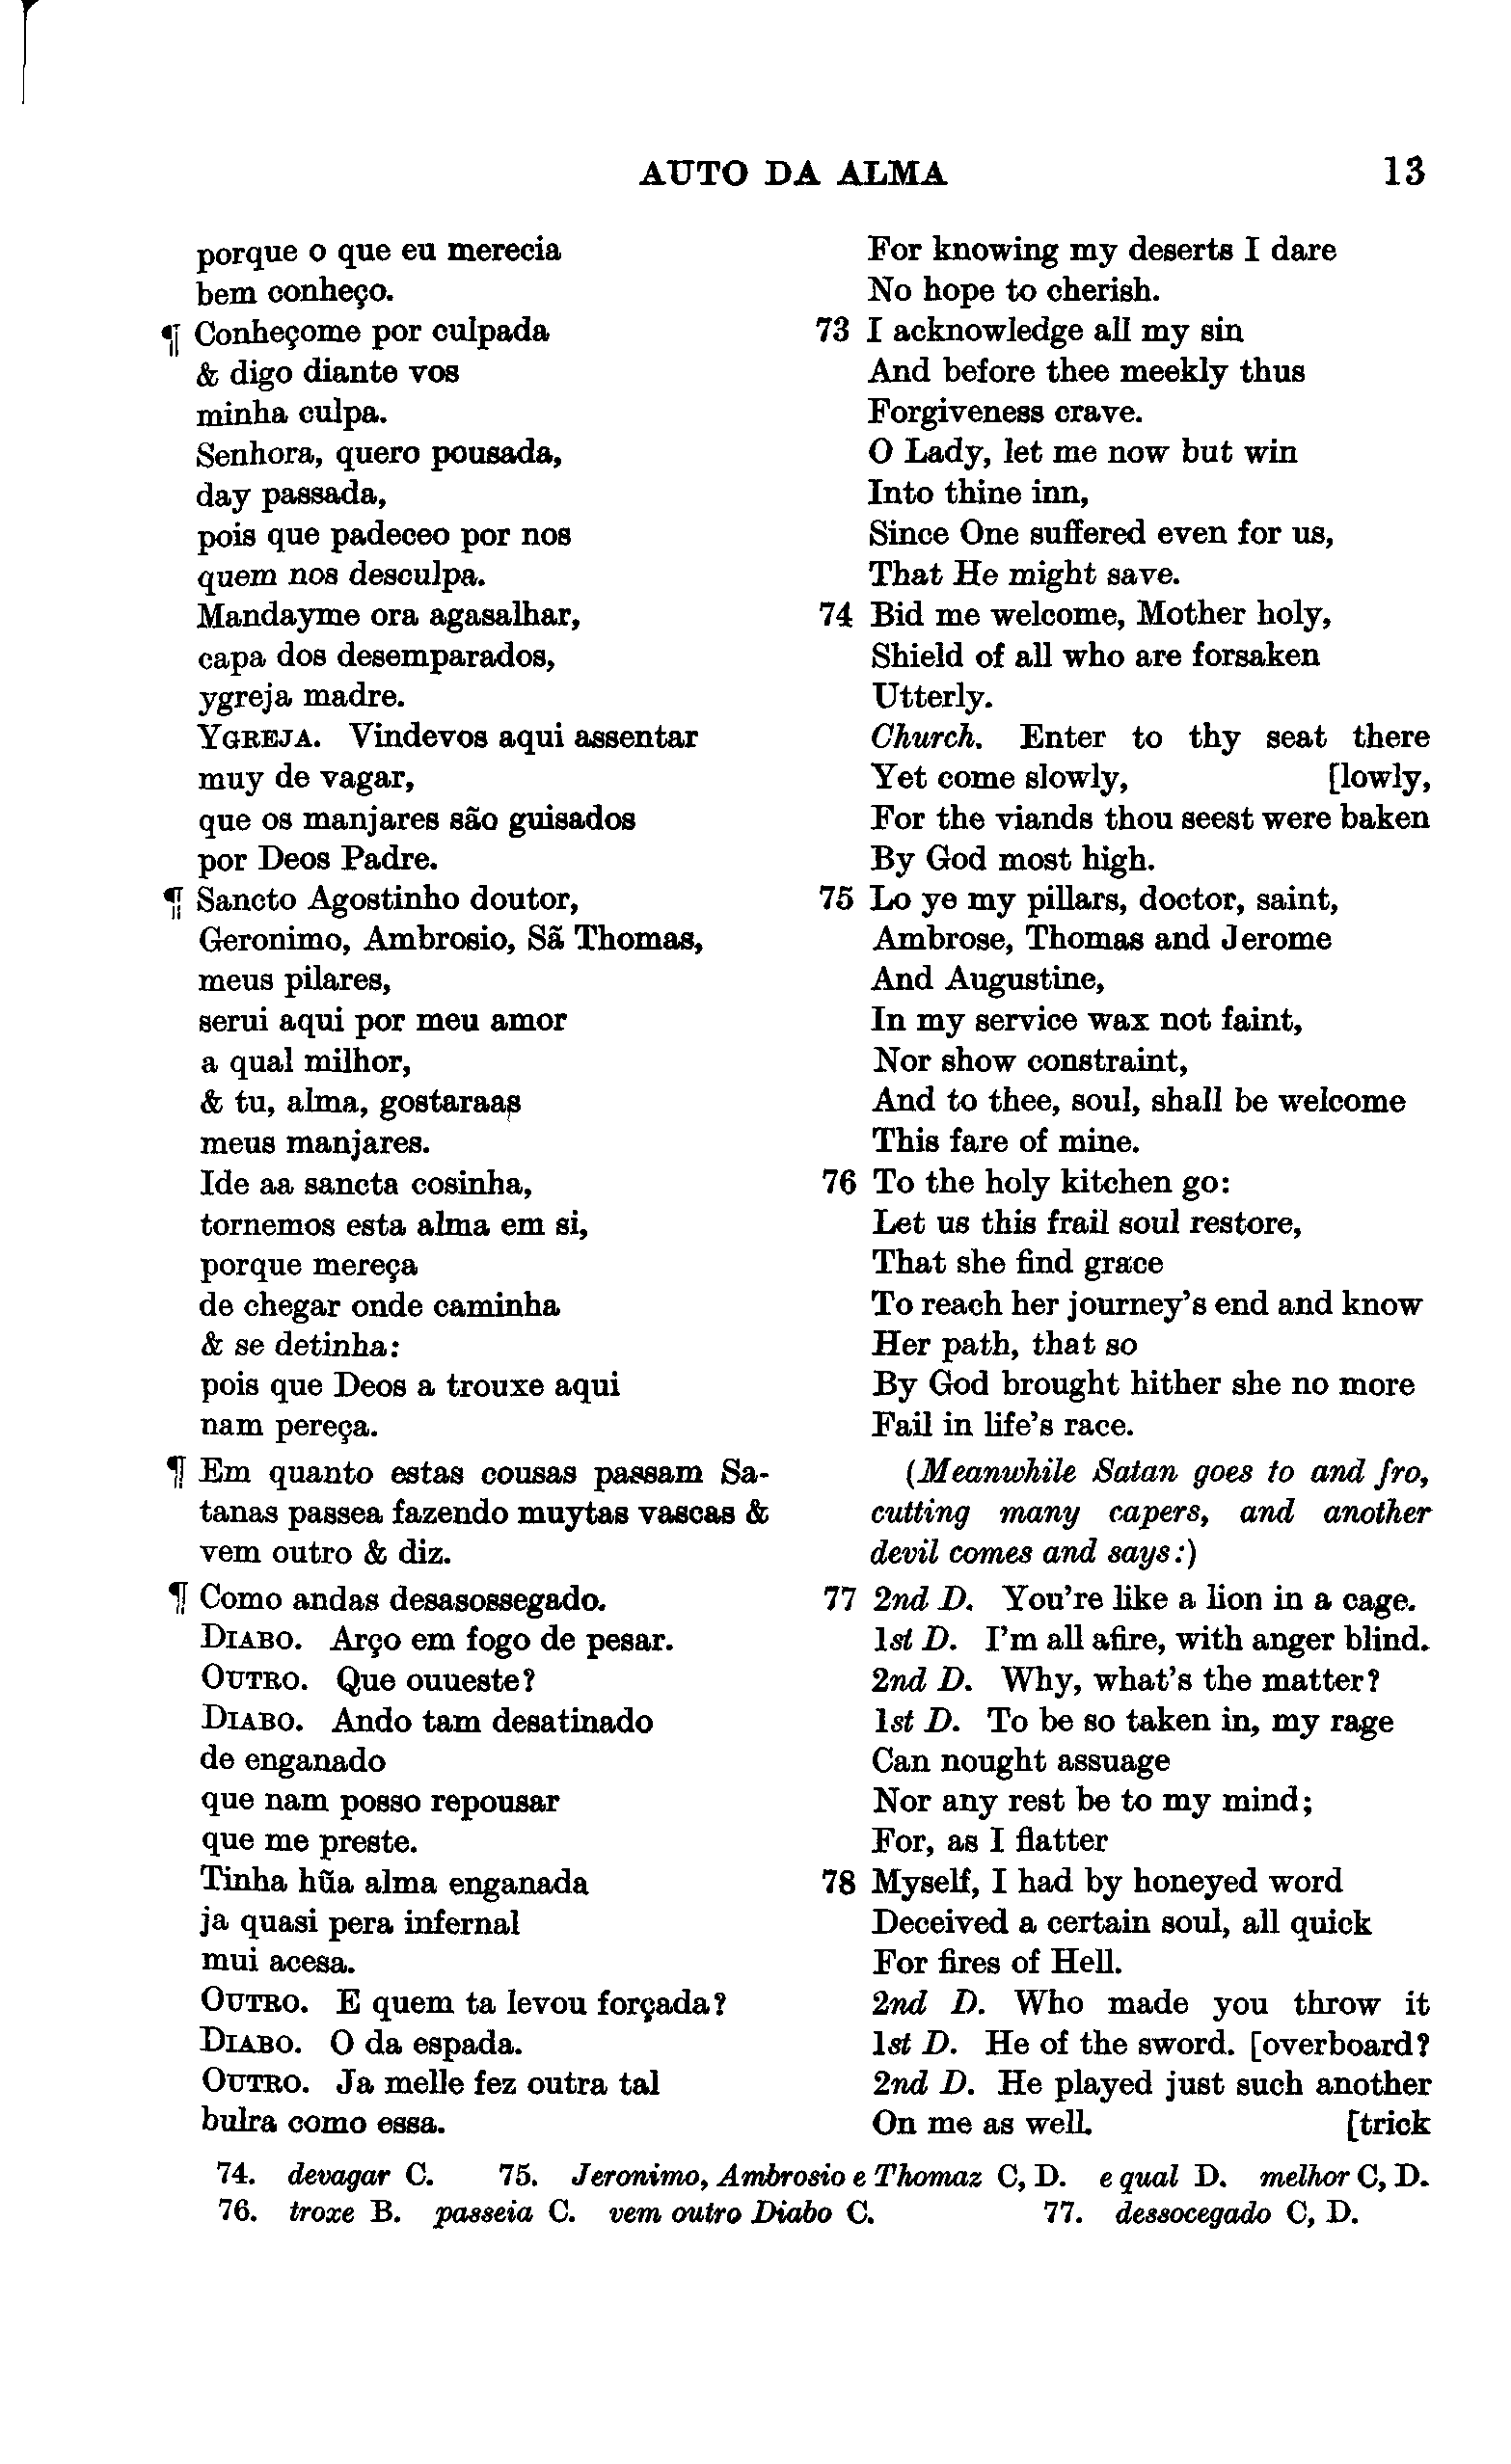 AUTO DA ALMA 13
porque o que eu merecia
bem conheço.
¶ Conheçome por culpada
& digo diante vos
minha culpa.
Senhora, quero pousada,
day passada,
pois que padeceo por nos
quem nos desculpa.
Mandayme ora agasalhar,
capa dos desemparados,
ygreja madre.
YGREJA. Vindevos aqui assentar
muy de vagar,
que os manjares são guisados
por Deos Padre.
¶ Sancto Agostinho doutor,
Geronimo, Ambrosio, Sã Thomas,
meus pilares,
serui aqui por meu amor
a qual milhor,
& tu, alma, gostaraas
meus manjares.
Ide aa sancta cosinha,
tornemos esta alma em si,
porque mereça
de chegar onde caminha
& se detinha:
pois que Deos a trouxe aqui
nam pereça.
¶ Em quanto estas cousas passam Sa-
tanas passea fazendo muytas vascas &
vem outro & diz.
¶ Como andas desasossegado.
DIABO. Arço em fogo de pesar.
OUTRO. Que ouueste?
DIABO. Ando tam desatinado
de enganado
que nam posso repousar
que me preste.
Tinha hũa alma enganada
ja quasi pera infernal
mui acesa.
OUTRO. E quem ta levou forçada?
DIABO. O da espada.
OUTRO. Ja melle fez outra tal
bulra como essa.
For knowing my deserts I dare
No hope to cherish.
73 I acknowledge all my sin
And before thee meekly thus
Forgiveness crave.
O Lady, let me now but win
Into thine inn,
Since One suffered even for us,
That He might save.
74 Bid me welcome, Mother holy,
Shield of all who are forsaken
Utterly.
Church. Enter to thy seat there
Yet come slowly, [lowly,
For the viands thou seest were baken
By God most high.
75 Lo ye my pillars, doctor, saint,
Ambrose, Thomas and Jerome
And Augustine,
In my service wax not faint,
Nor show constraint,
And to thee, soul, shall be welcome
This fare of mine.
76 To the holy kitchen go:
Let us this frail soul restore,
That she find grace
To reach her journey's end and know
Her path, that so
By God brought hither she no more
Fail in life's race.
(Meanwhile Satan goes to and fro,
cutting many capers, and another
devil comes and says:)
77 2nd D. You're like a lion in a cage.
1st D. I'm all afire, with anger blind.
2nd D. Why, what's the matter?
1st D. To be so taken in, my rage
Can nought assuage
Nor any rest be to my mind;
For, as I flatter
78 Myself, I had by honeyed word
Deceived a certain soul, all quick
For fires of Hell.
2nd D. Who made you throw it
1st D. He of the sword. [overboard?
2nd D. He played just such another
On me as well. [trick
74. devagar C. 75. Jeronimo, Ambrosio e Thomaz C, D. e qual D. melhor C, D.
76. troxe B. passeia C. vem outro Diabo C. 77. dessocegado C, D.